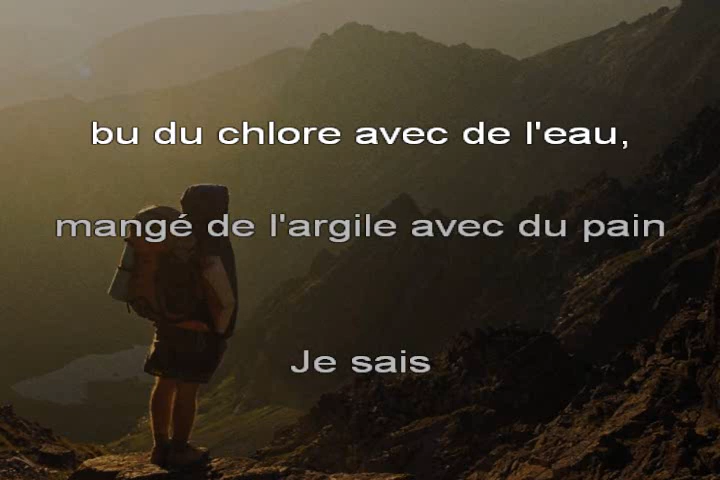 bu du chlore avec de l'eau,
mangé de l'argile avec du pain
Je sais